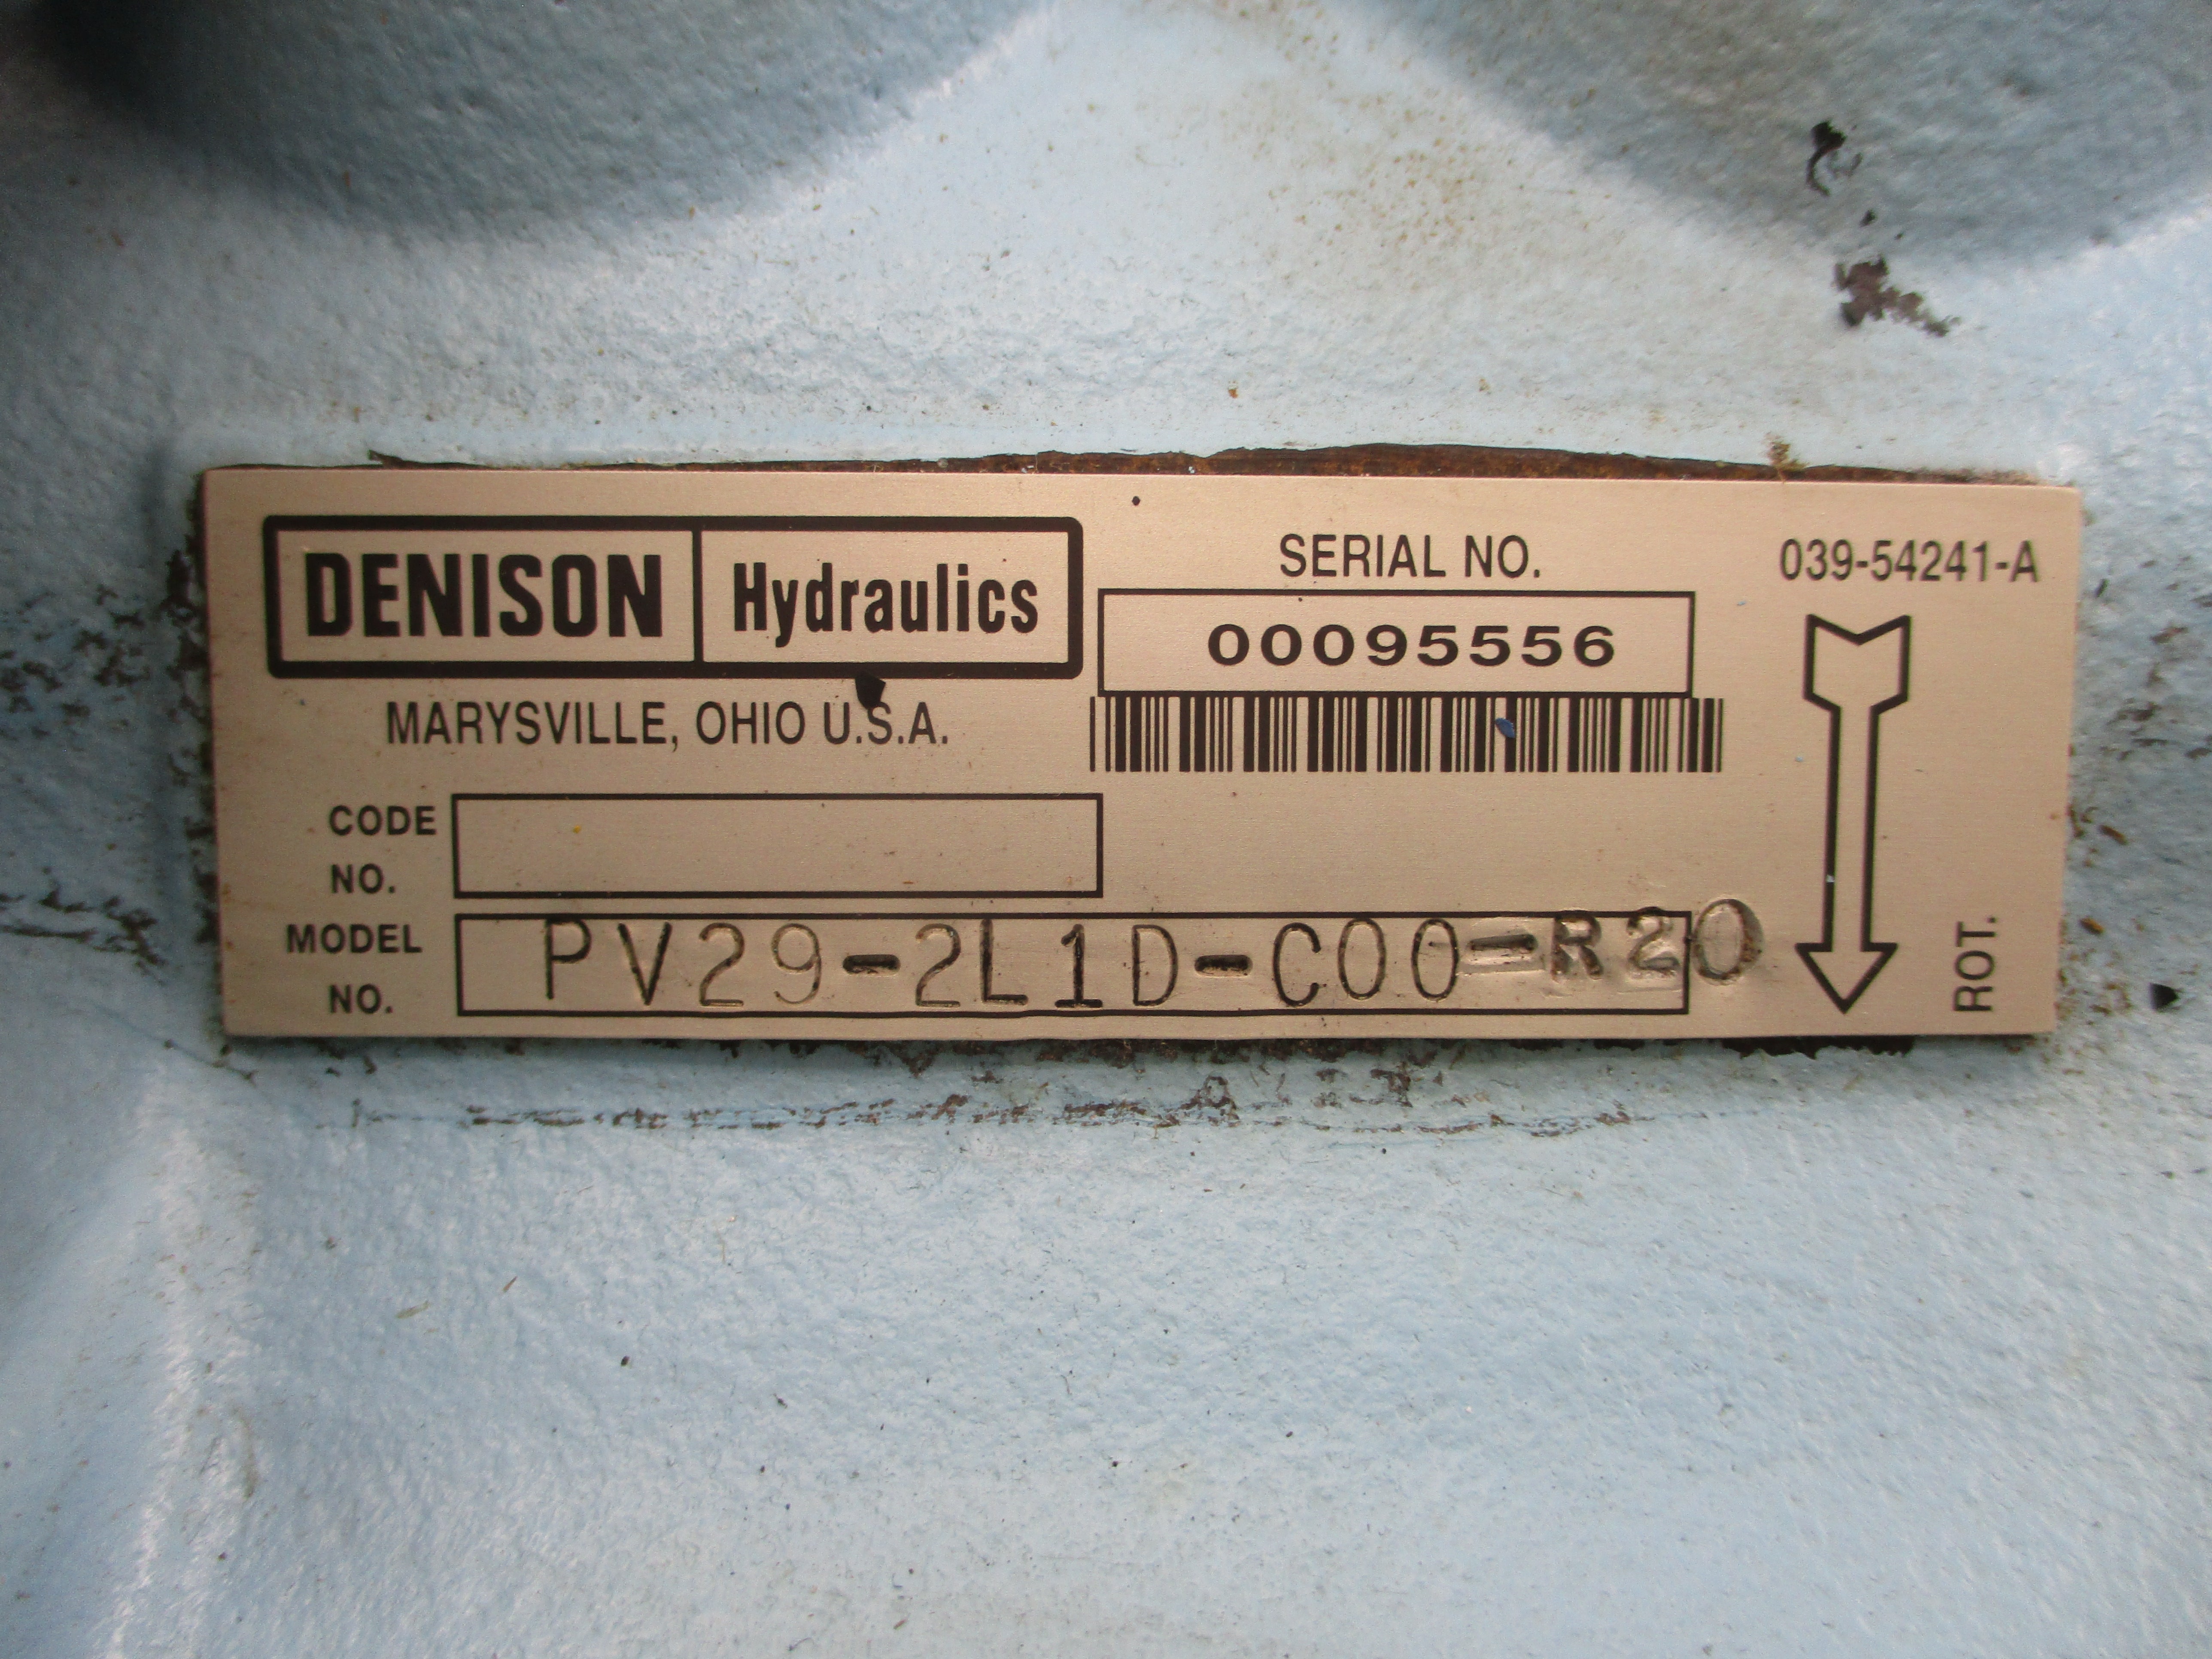 DENISON Hydraulics
MARYSVILLE, OHIO U.S.A.
SERIAL NO.
00095556
039-54241-A
CODE
NO.
MODEL
NO.
PV29-2L1D-C00-R20
ROT.